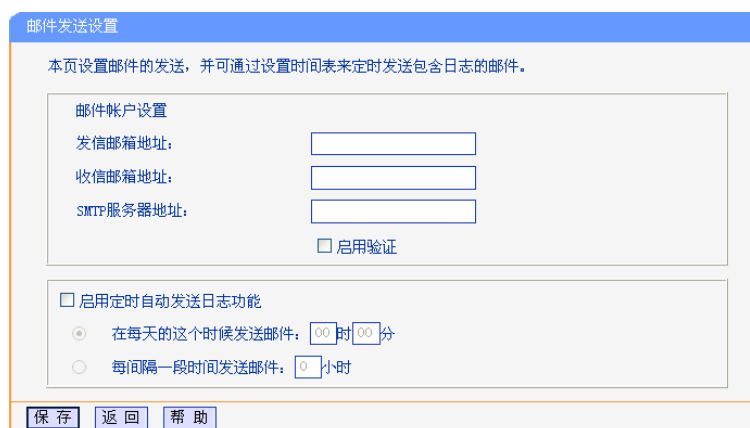 邮件发送设置
本页设置邮件的发送，并可通过设置时间表来定时发送包含日志的邮件。
邮件帐户设置
发信邮箱地址：
收信邮箱地址：
SMTP服务器地址：
启用验证
启用定时自动发送日志功能
在每天的这个时候发送邮件：00时00分
每间隔一段时间发送邮件：0小时
保存 返回 帮助